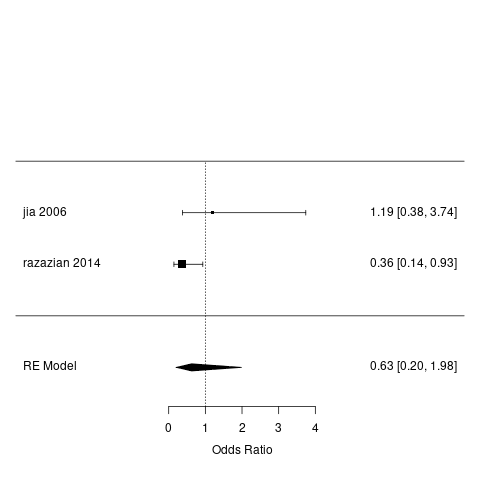 jia 2006 1.19 [0.38, 3.74]
razazian 2014 0.36 [0.14, 0.93]
RE Model 0.63 [0.20, 1.98]
0 1 2 3 4
Odds Ratio